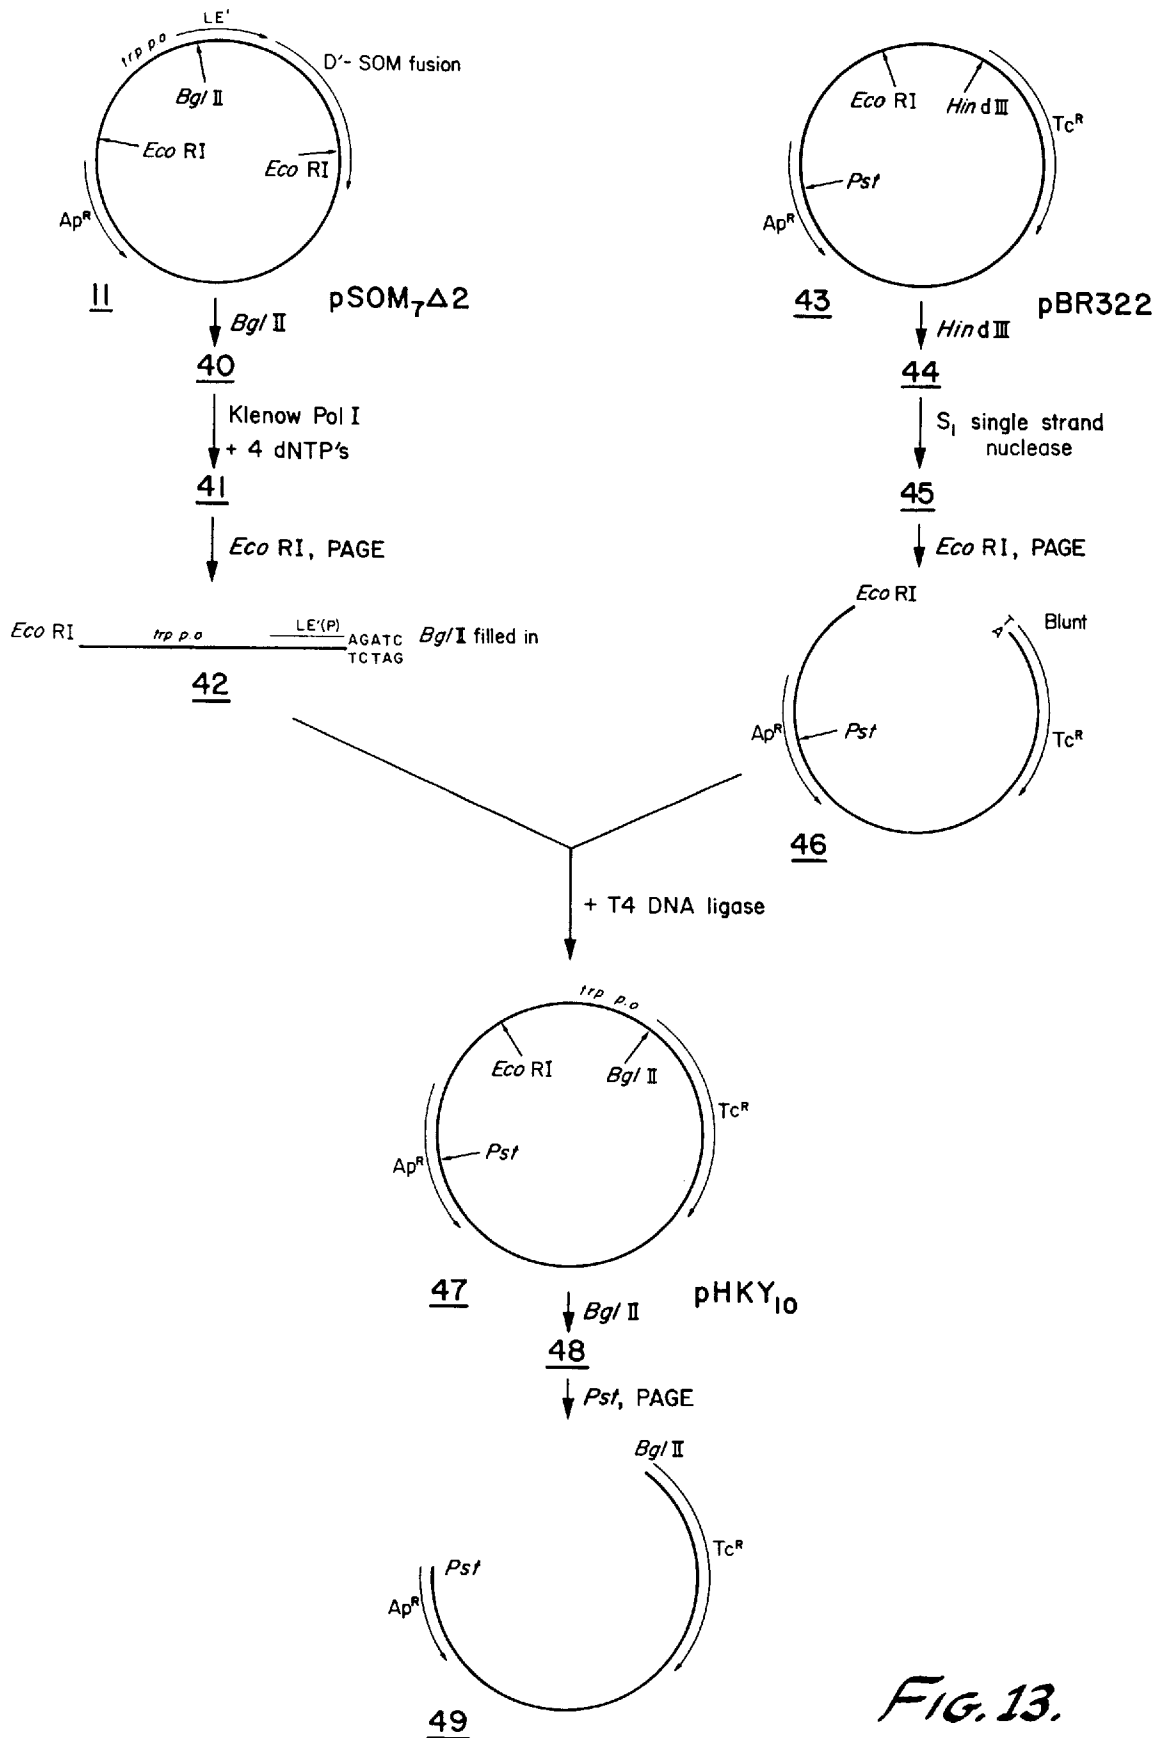 LE'
trp p.o
D'- SOM fusion
Bgl II
Eco RI
Eco RI
Ap^R
11
pSOM₇Δ2
Bgl II
40
Klenow Pol I
+ 4 dNTP's
41
Eco RI, PAGE
Eco RI
trp p.o
LE'(P)
AGATC
TCTAG
Bgl II filled in
42
Eco RI
Hind III
Tc^R
Pst
Ap^R
43
pBR322
Hind III
44
S₁ single strand
nuclease
45
Eco RI, PAGE
Eco RI
T
A
Blunt
Ap^R
Pst
Tc^R
46
+ T4 DNA ligase
trp p.o
Eco RI
Bgl II
Tc^R
Pst
Ap^R
47
pHKY₁₀
Bgl II
48
Pst, PAGE
Bgl II
Tc^R
Pst
Ap^R
49
FIG. 13.